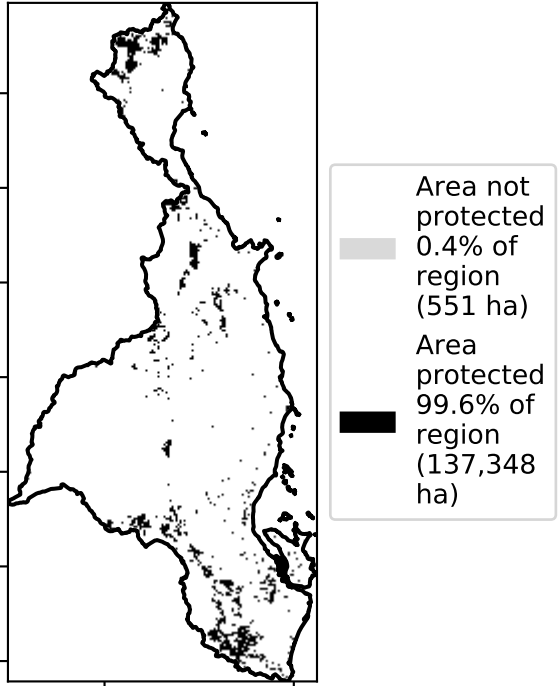 Area not
protected
0.4% of
region
(551 ha)
Area
protected
99.6% of
region
(137,348
ha)